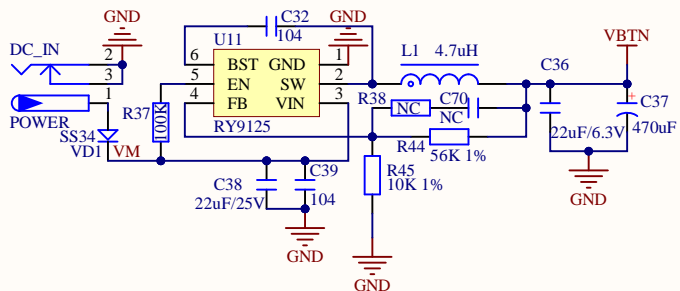 GND
C32
GND
DC_IN
U11
104
VBTN
2
6
BST
GND
1
L1
4.7uH
3
5
EN
SW
2
C36
1
4
FB
VIN
3
R38
NC
C70
NC
C37
POWER
R37
100K
RY9125
22uF/6.3V
470uF
SS34
VD1
VM
R44
56K 1%
C38
22uF/25V
C39
104
R45
10K 1%
GND
GND
GND